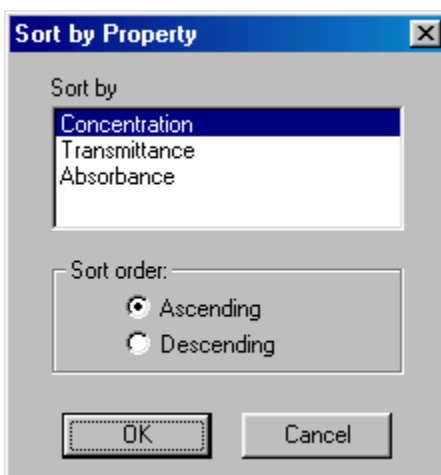 Sort by Property
Sort by
Concentration
Transmittance
Absorbance
Sort order:
Ascending
Descending
OK Cancel